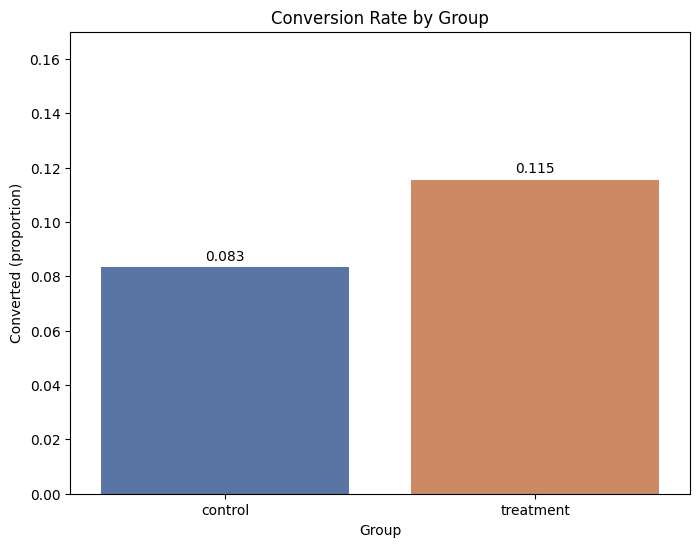 Conversion Rate by Group
Converted (proportion)
0.16
0.14
0.12
0.10
0.08
0.06
0.04
0.02
0.00
0.083
0.115
control
treatment
Group